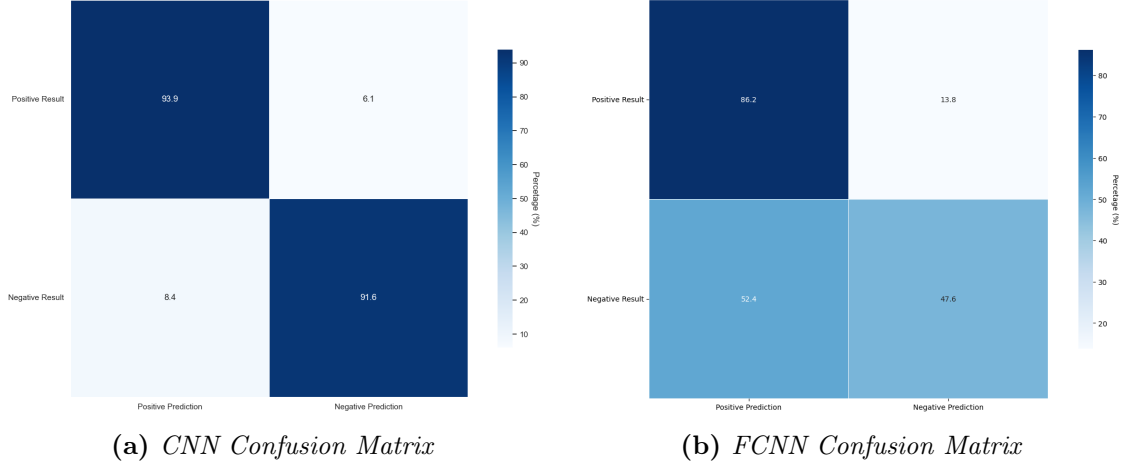 Positive Result
93.9
6.1
Negative Result
8.4
91.6
Positive Prediction
Negative Prediction
90
80
70
60
50
40
30
20
10
Percetage (%)
(a) CNN Confusion Matrix
Positive Result
86.2
13.8
Negative Result
52.4
47.6
Positive Prediction
Negative Prediction
80
70
60
50
40
30
20
Percetage (%)
(b) FCNN Confusion Matrix